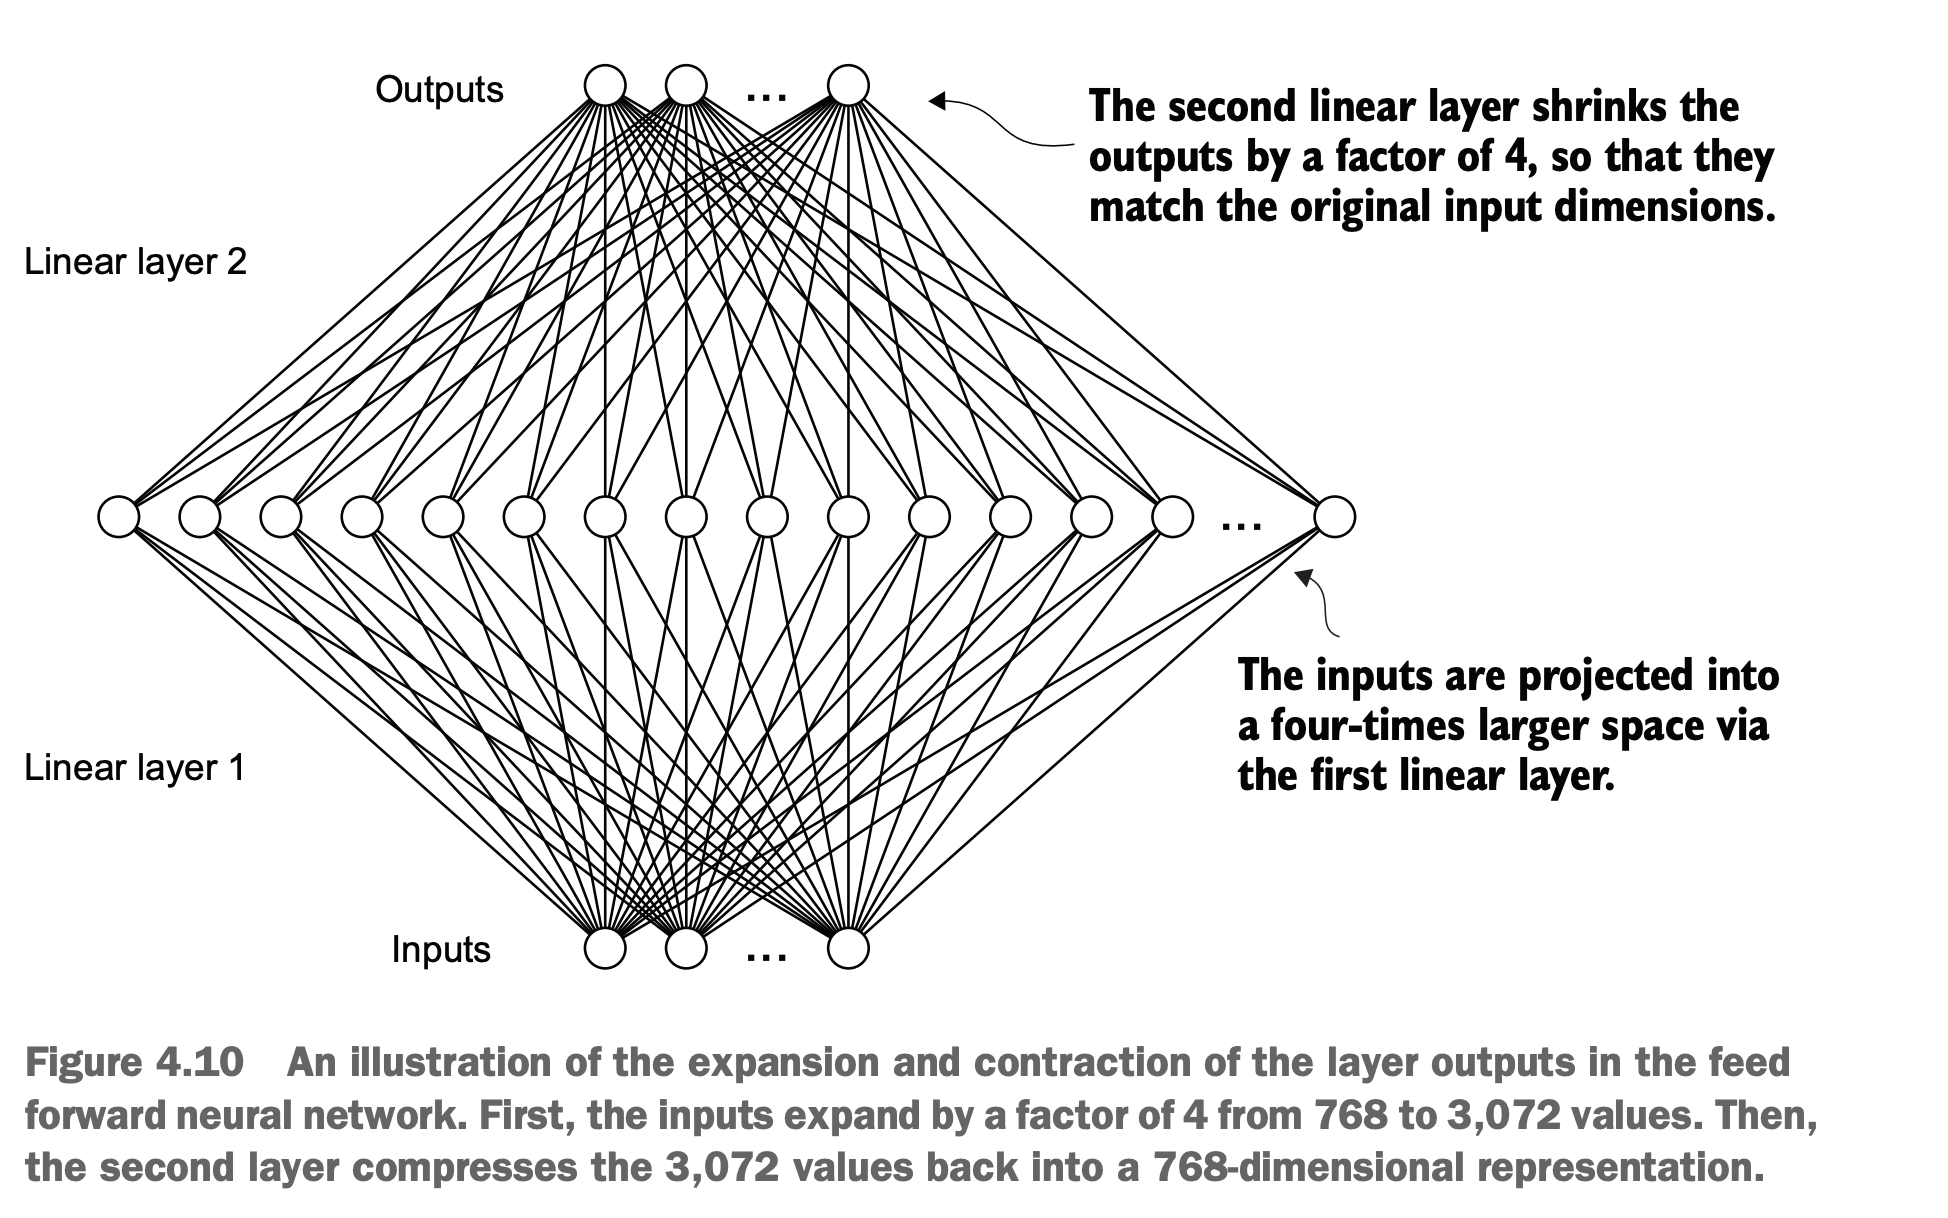 Outputs
The second linear layer shrinks the
outputs by a factor of 4, so that they
match the original input dimensions.
...
Linear layer 2
...
The inputs are projected into
a four-times larger space via
the first linear layer.
Linear layer 1
Inputs
...
Figure 4.10 An illustration of the expansion and contraction of the layer outputs in the feed
forward neural network. First, the inputs expand by a factor of 4 from 768 to 3,072 values. Then,
the second layer compresses the 3,072 values back into a 768-dimensional representation.